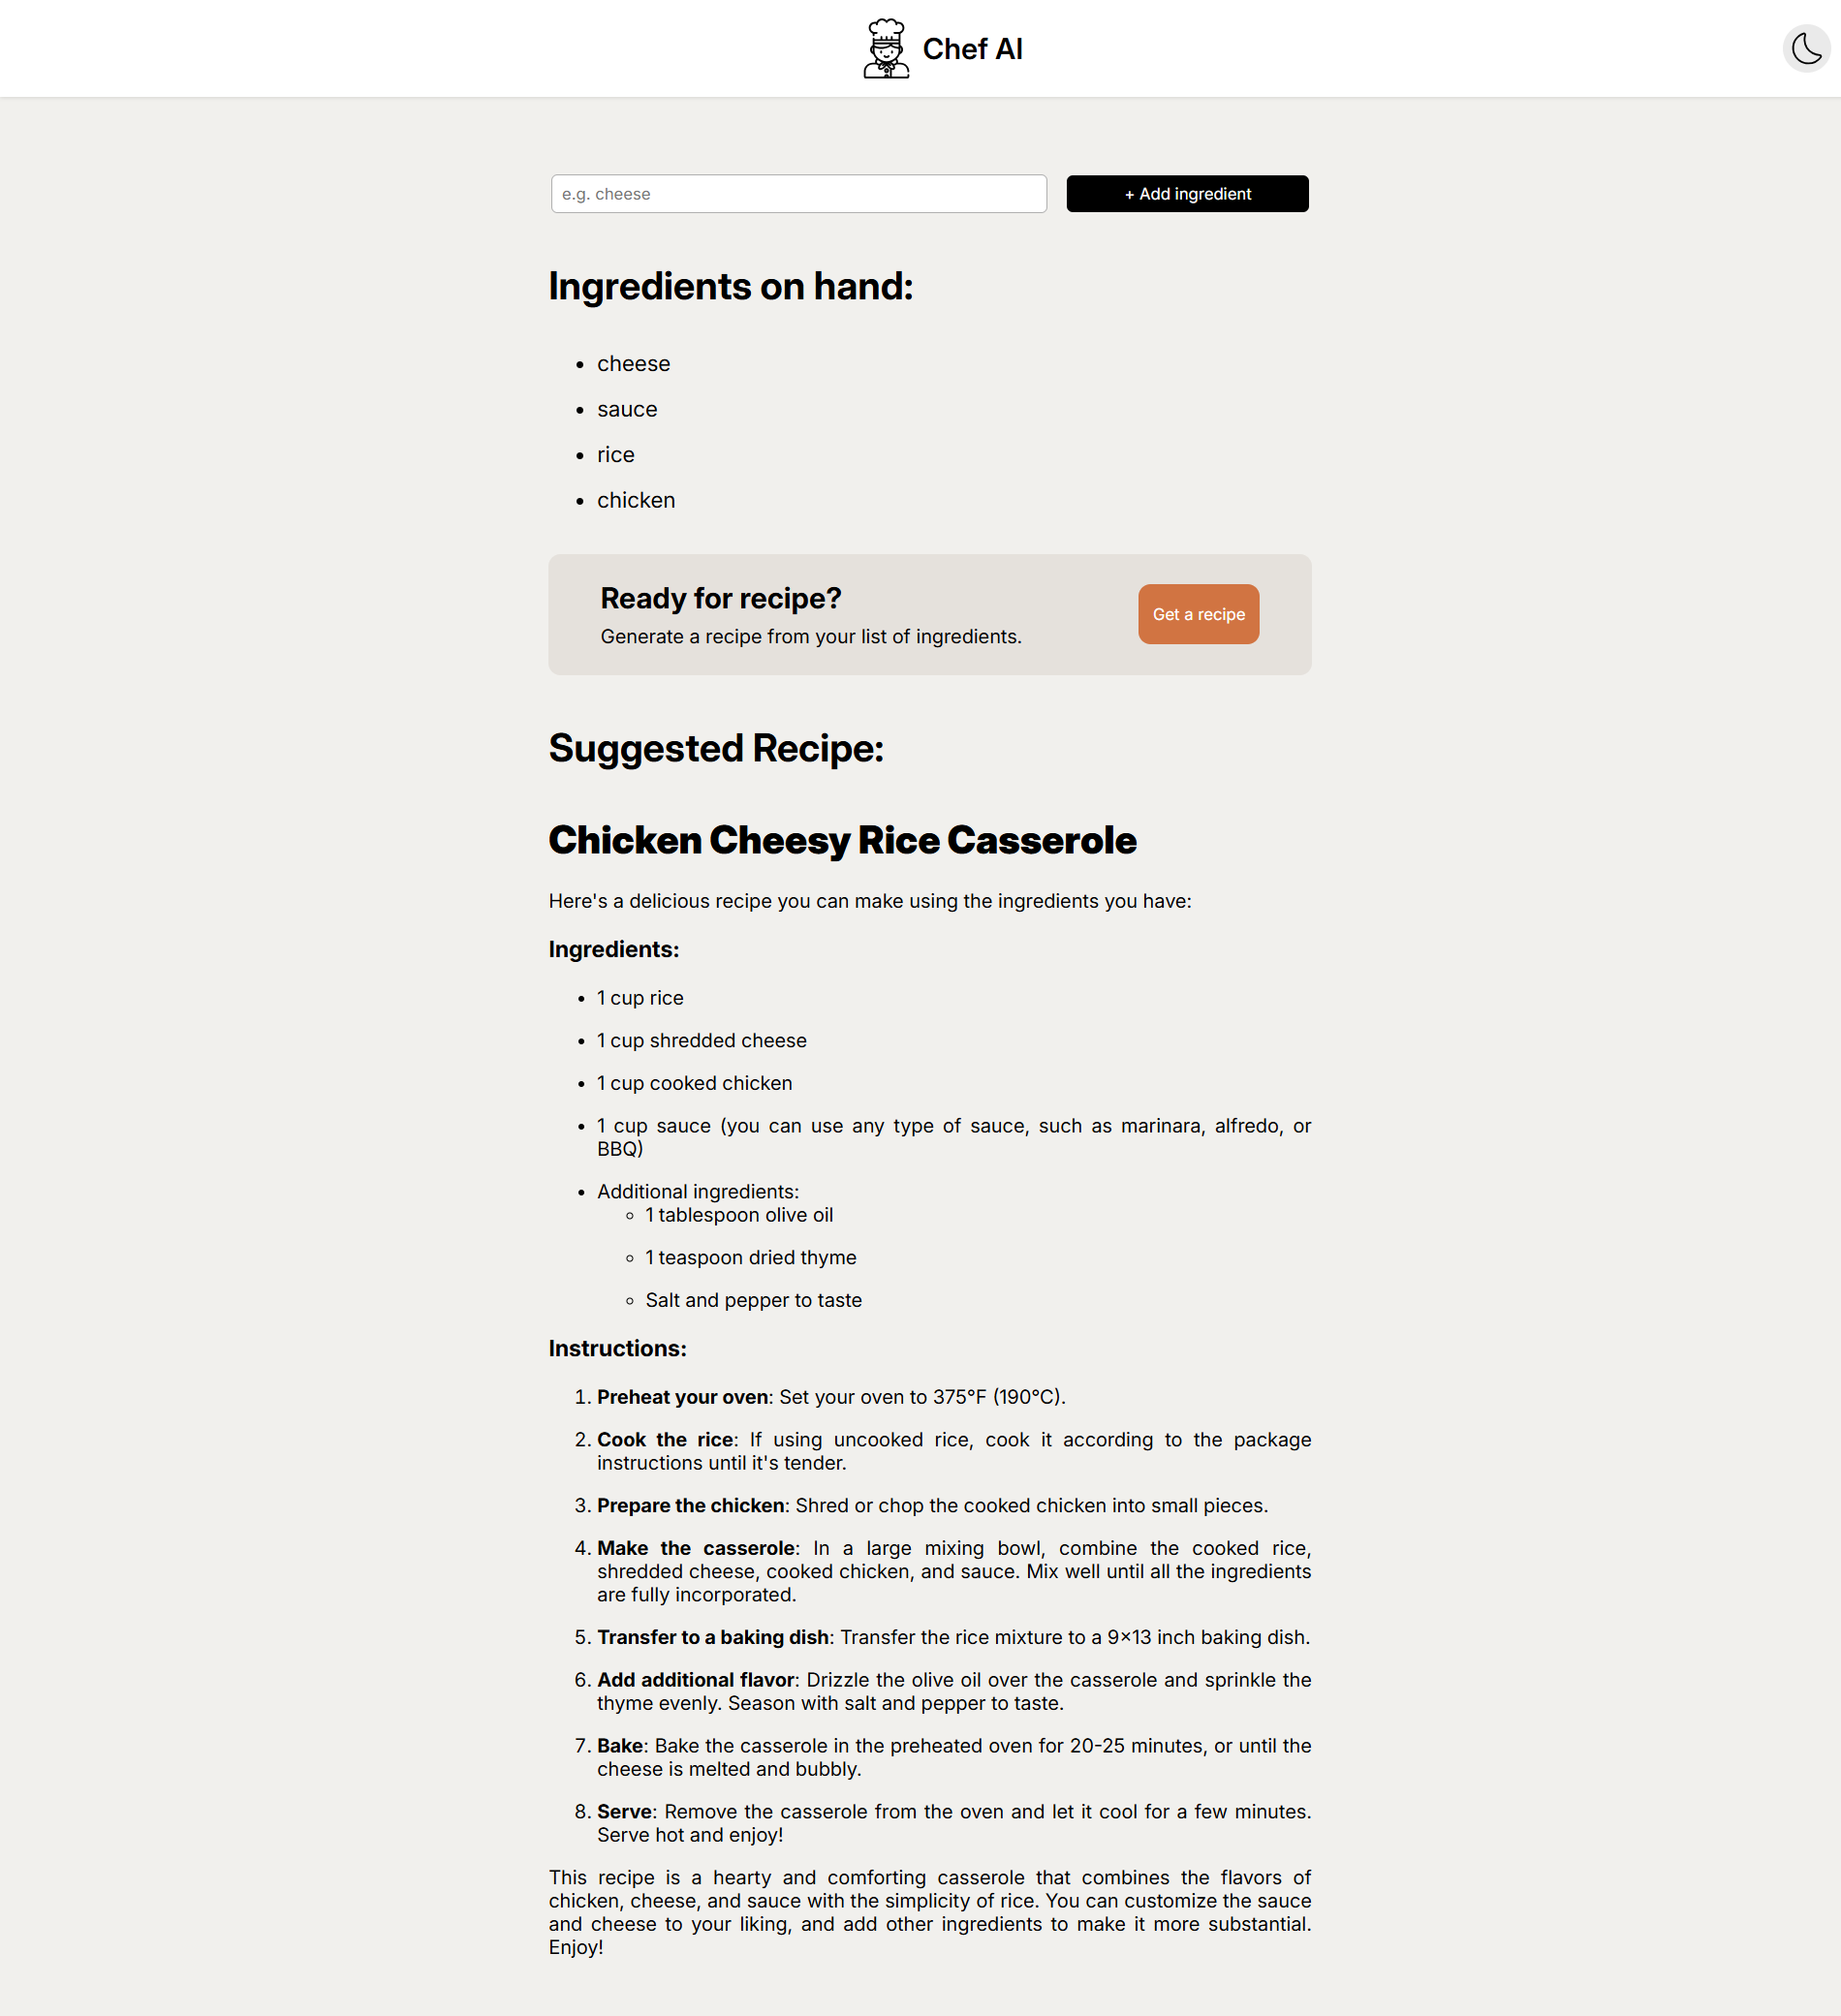 Chef AI
e.g. cheese
+ Add ingredient
Ingredients on hand:
• cheese
• sauce
• rice
• chicken
Ready for recipe?
Generate a recipe from your list of ingredients.
Get a recipe
Suggested Recipe:
Chicken Cheesy Rice Casserole
Here's a delicious recipe you can make using the ingredients you have:
Ingredients:
• 1 cup rice
• 1 cup shredded cheese
• 1 cup cooked chicken
• 1 cup sauce (you can use any type of sauce, such as marinara, alfredo, or
BBQ)
• Additional ingredients:
◦ 1 tablespoon olive oil
◦ 1 teaspoon dried thyme
◦ Salt and pepper to taste
Instructions:
1. Preheat your oven: Set your oven to 375°F (190°C).
2. Cook the rice: If using uncooked rice, cook it according to the package
instructions until it's tender.
3. Prepare the chicken: Shred or chop the cooked chicken into small pieces.
4. Make the casserole: In a large mixing bowl, combine the cooked rice,
shredded cheese, cooked chicken, and sauce. Mix well until all the ingredients
are fully incorporated.
5. Transfer to a baking dish: Transfer the rice mixture to a 9×13 inch baking dish.
6. Add additional flavor: Drizzle the olive oil over the casserole and sprinkle the
thyme evenly. Season with salt and pepper to taste.
7. Bake: Bake the casserole in the preheated oven for 20-25 minutes, or until the
cheese is melted and bubbly.
8. Serve: Remove the casserole from the oven and let it cool for a few minutes.
Serve hot and enjoy!
This recipe is a hearty and comforting casserole that combines the flavors of
chicken, cheese, and sauce with the simplicity of rice. You can customize the sauce
and cheese to your liking, and add other ingredients to make it more substantial.
Enjoy!